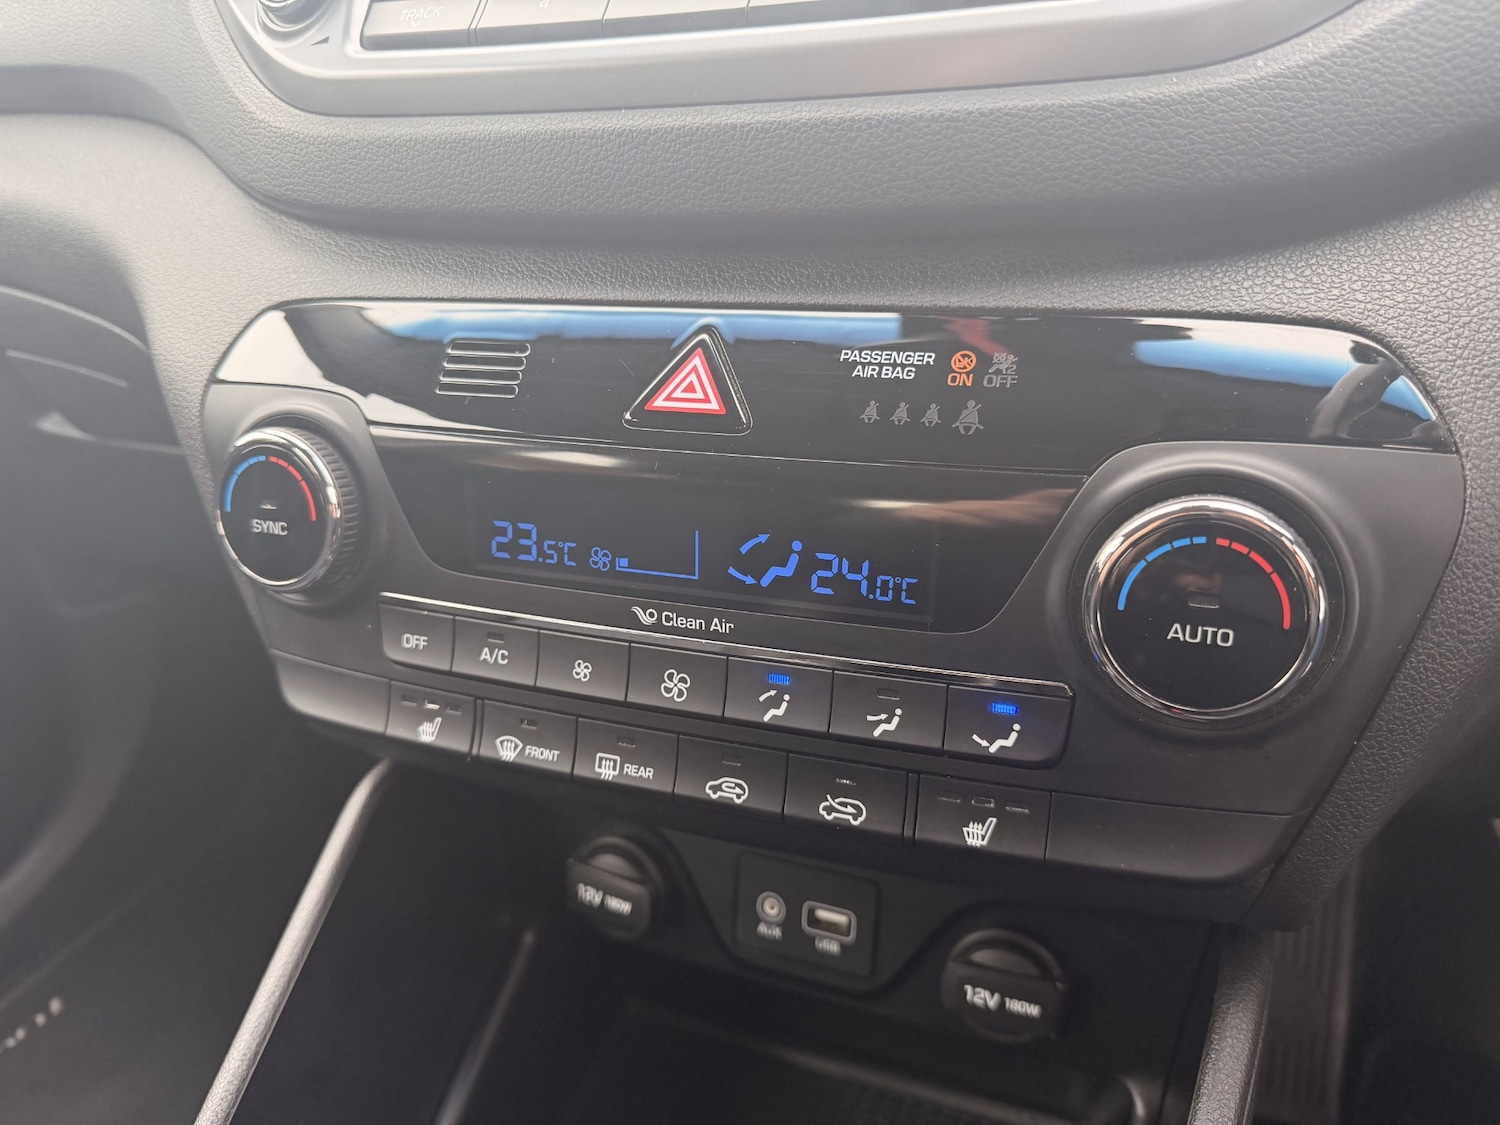 TRACK
4
PASSENGER
AIR BAG
ON
OFF
SYNC
23.5°C
24.0°C
AUTO
Clean Air
OFF
A/C
FRONT
REAR
12V 180W
AUX
USB
12V 180W